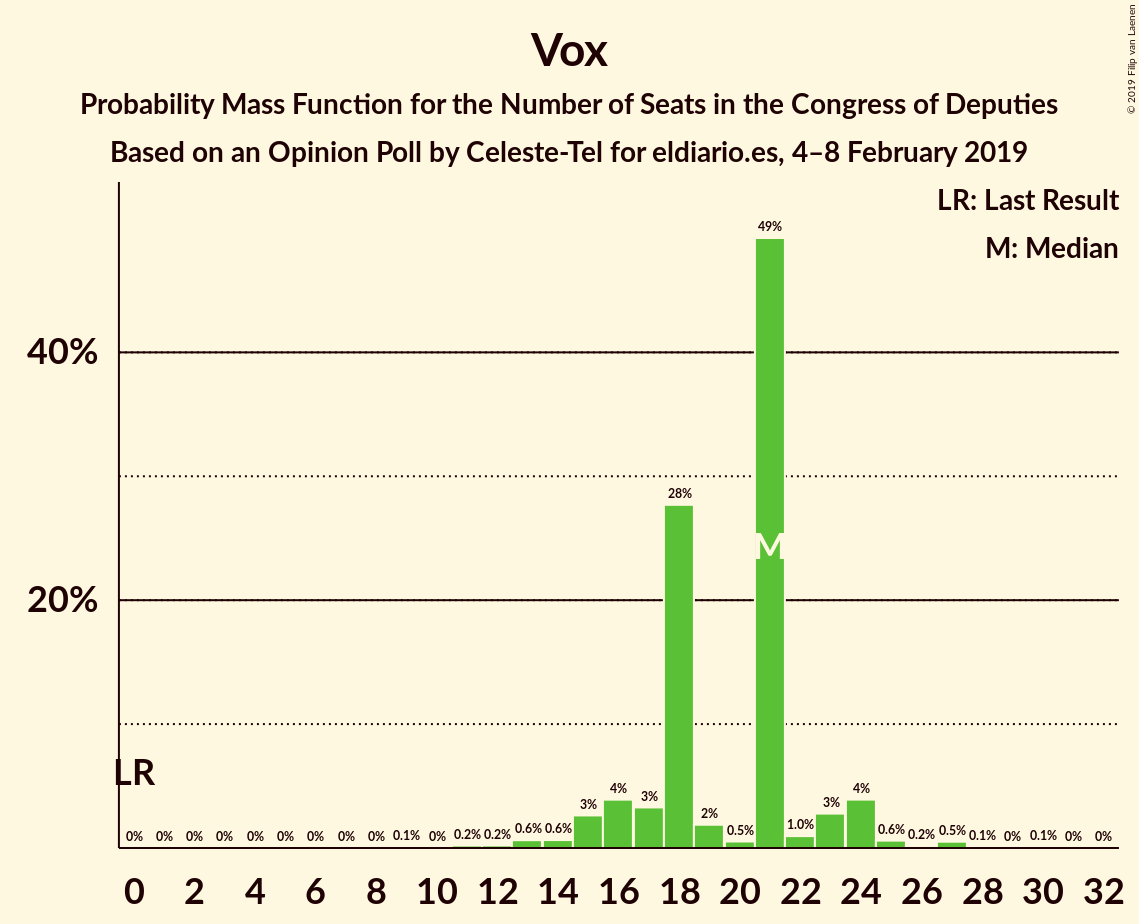 Vox
Probability Mass Function for the Number of Seats in the Congress of Deputies
Based on an Opinion Poll by Celeste-Tel for eldiario.es, 4–8 February 2019
© 2019 Filip van Laenen
LR: Last Result
M: Median
40%
20%
49%
28%
M
LR
0% 0% 0% 0% 0% 0% 0% 0% 0% 0.1% 0% 0.2% 0.2% 0.6% 0.6% 3% 4% 3% 2% 0.5% 1.0% 3% 4% 0.6% 0.2% 0.5% 0.1% 0% 0.1% 0% 0%
0 2 4 6 8 10 12 14 16 18 20 22 24 26 28 30 32